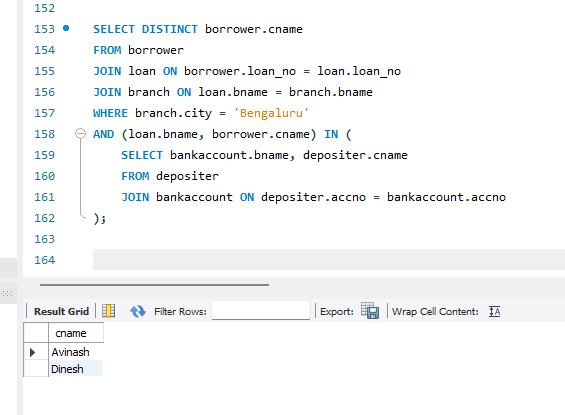 152
153 SELECT DISTINCT borrower.cname
154 FROM borrower
155 JOIN loan ON borrower.loan_no = loan.loan_no
156 JOIN branch ON loan.bname = branch.bname
157 WHERE branch.city = 'Bengaluru'
158 AND (loan.bname, borrower.cname) IN (
159 SELECT bankaccount.bname, depositer.cname
160 FROM depositer
161 JOIN bankaccount ON depositer.accno = bankaccount.accno
162 );
163
164
Result Grid Filter Rows: Export: Wrap Cell Content: IA
cname
Avinash
Dinesh